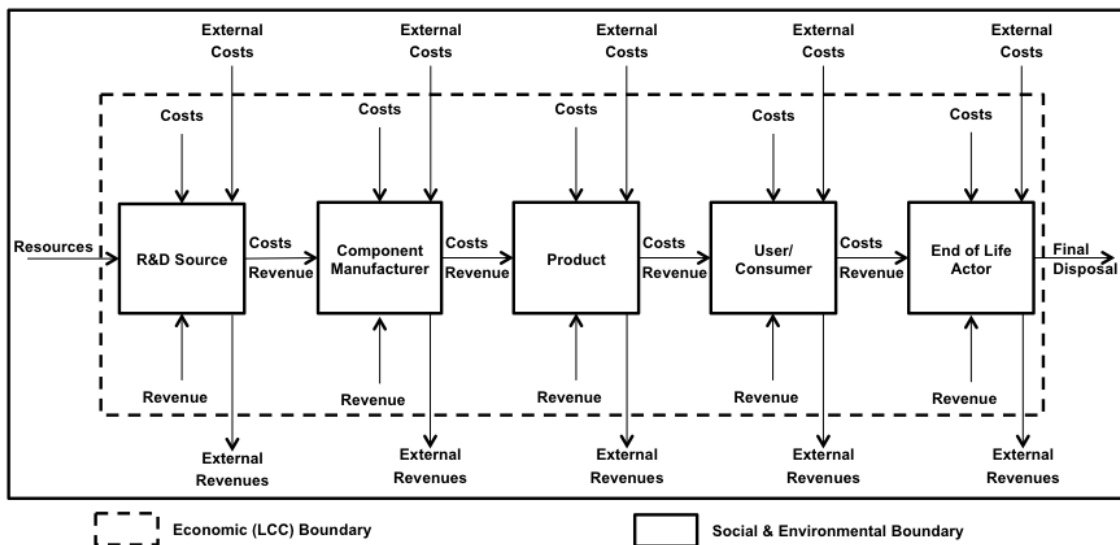 External
Costs
External
Costs
External
Costs
External
Costs
External
Costs
Costs
Costs
Costs
Costs
Costs
Resources
R&D Source
Costs
Revenue
Component
Manufacturer
Costs
Revenue
Product
Costs
Revenue
User/
Consumer
Costs
Revenue
End of Life
Actor
Final
Disposal
Revenue
Revenue
Revenue
Revenue
Revenue
External
Revenues
External
Revenues
External
Revenues
External
Revenues
External
Revenues
Economic (LCC) Boundary
Social & Environmental Boundary